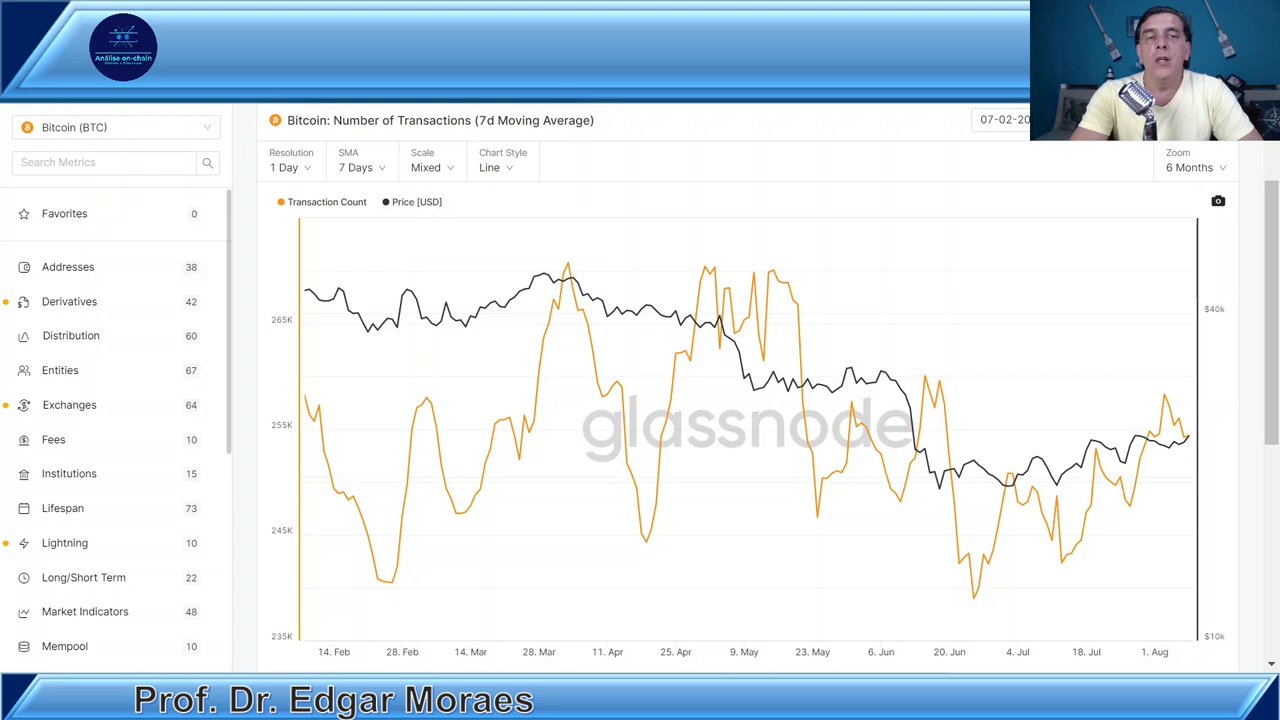 Análise on-chain
Bitcoin (BTC)
Search Metrics
Favorites 0
Addresses 38
Derivatives 42
Distribution 60
Entities 67
Exchanges 64
Fees 10
Institutions 15
Lifespan 73
Lightning 10
Long/Short Term 22
Market Indicators 48
Mempool 10
Bitcoin: Number of Transactions (7d Moving Average)
07-02-20
Resolution SMA Scale Chart Style Zoom
1 Day 7 Days Mixed Line 6 Months
Transaction Count Price [USD]
265K
255K
245K
235K
$40k
$10k
glassnode
14. Feb 28. Feb 14. Mar 28. Mar 11. Apr 25. Apr 9. May 23. May 6. Jun 20. Jun 4. Jul 18. Jul 1. Aug
Prof. Dr. Edgar Moraes